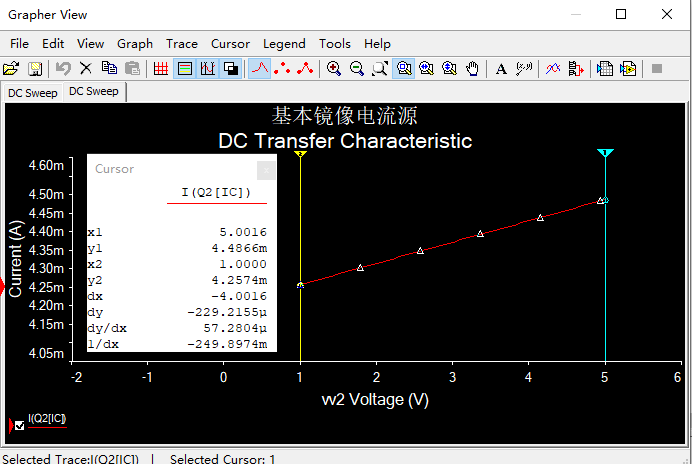 Grapher View
File Edit View Graph Trace Cursor Legend Tools Help
DC Sweep DC Sweep
基本镜像电流源
DC Transfer Characteristic
Cursor
I(Q2[IC])
x1 5.0016
y1 4.4866m
x2 1.0000
y2 4.2574m
dx -4.0016
dy -229.2155µ
dy/dx 57.2804µ
1/dx -249.8974m
Current (A)
4.60m
4.50m
4.45m
4.40m
4.35m
4.30m
4.25m
4.20m
4.15m
4.05m
-2 -1 0 1 2 3 4 5 6
vv2 Voltage (V)
I(Q2[IC])
Selected Trace:I(Q2[IC]) | Selected Cursor: 1